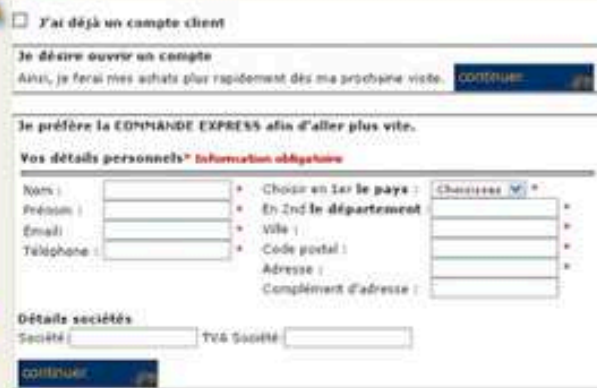 J'ai déjà un compte client
Je désire ouvrir un compte
Ainsi, je ferai mes achats plus rapidement dès ma prochaine visite. continuer
Je préfère la COMMANDE EXPRESS afin d'aller plus vite.
Vos détails personnels* Information obligatoire
Nom : * Choisir en 1er le pays : Choisissez *
Prénom : * En 2nd le département : *
Email: * Ville : *
Téléphone : * Code postal : *
Adresse : *
Complément d'adresse :
Détails sociétés
Société: TVA Société:
continuer